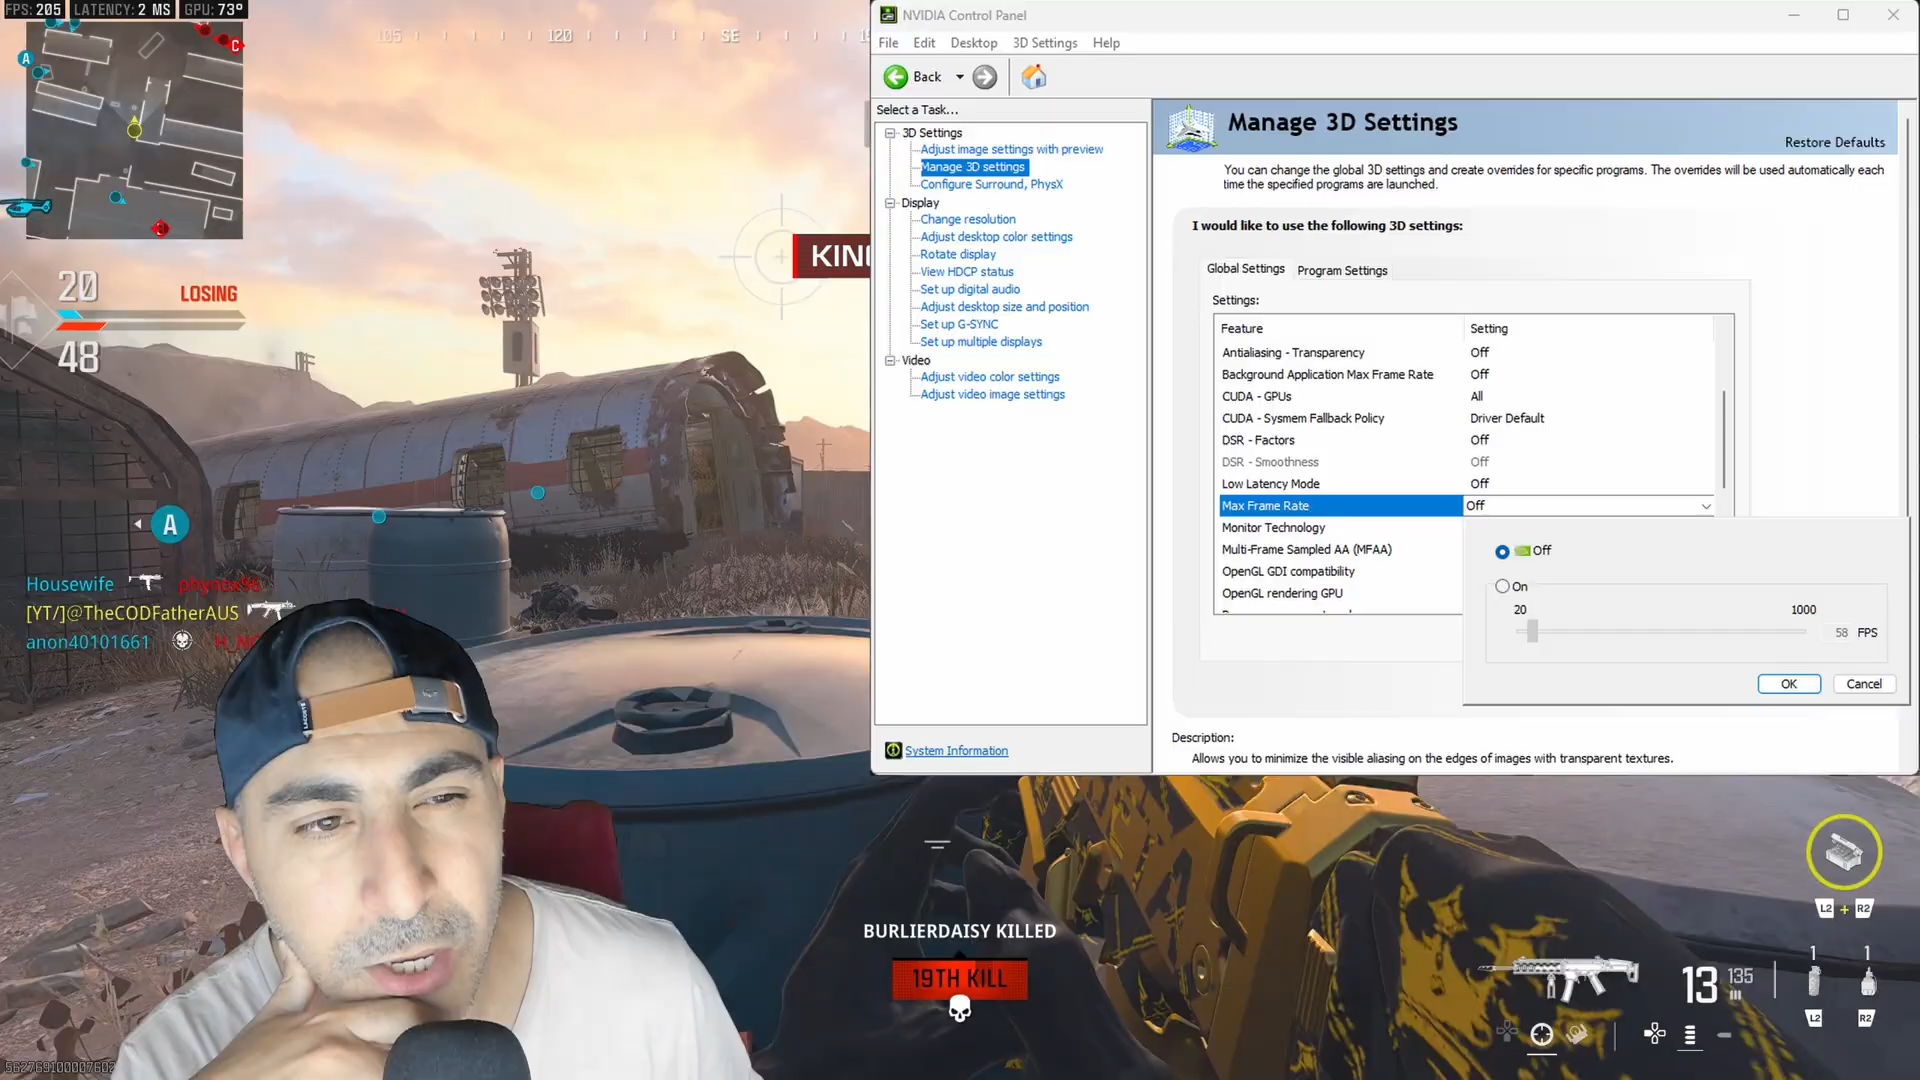 FPS: 205 LATENCY: 2 MS GPU: 73°
105 120 SE
C
A
20
LOSING
48
KIN
A
Housewife phynox96
[YT/]@TheCODFatherAUS
anon40101661
LACOSTE
BURLIERDAISY KILLED
19TH KILL
L2 + R2
13 135
1 1
L2 R2
NVIDIA Control Panel
File Edit Desktop 3D Settings Help
Back
Select a Task...
3D Settings
Adjust image settings with preview
Manage 3D settings
Configure Surround, PhysX
Display
Change resolution
Adjust desktop color settings
Rotate display
View HDCP status
Set up digital audio
Adjust desktop size and position
Set up G-SYNC
Set up multiple displays
Video
Adjust video color settings
Adjust video image settings
System Information
Manage 3D Settings
Restore Defaults
You can change the global 3D settings and create overrides for specific programs. The overrides will be used automatically each
time the specified programs are launched.
I would like to use the following 3D settings:
Global Settings Program Settings
Settings:
Feature Setting
Antialiasing - Transparency Off
Background Application Max Frame Rate Off
CUDA - GPUs All
CUDA - Sysmem Fallback Policy Driver Default
DSR - Factors Off
DSR - Smoothness Off
Low Latency Mode Off
Max Frame Rate Off
Monitor Technology
Multi-Frame Sampled AA (MFAA)
OpenGL GDI compatibility
OpenGL rendering GPU
Off
On
20 1000
58 FPS
OK Cancel
Description:
Allows you to minimize the visible aliasing on the edges of images with transparent textures.